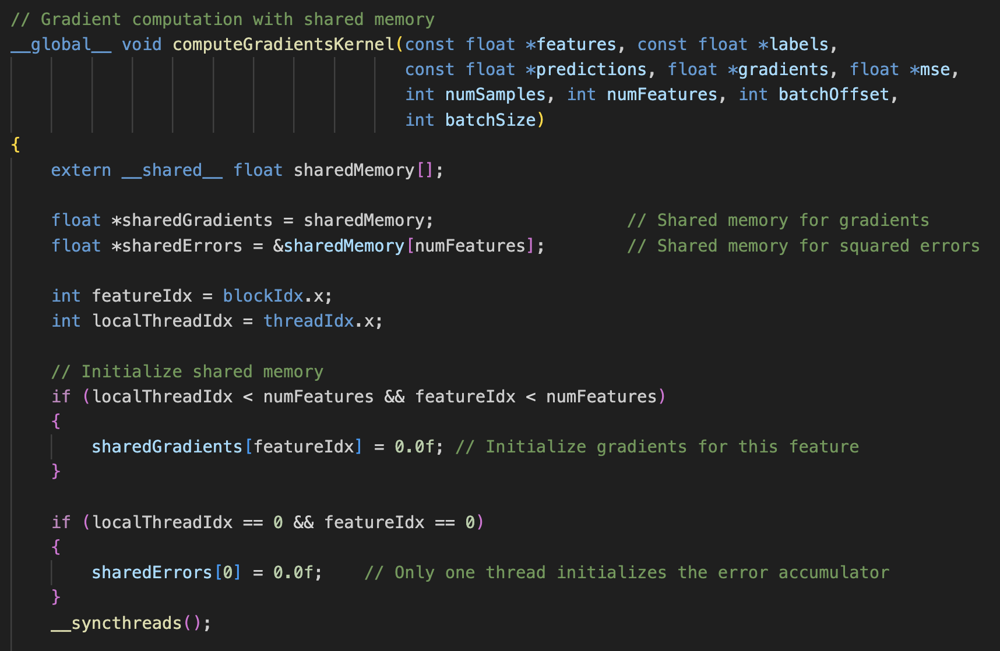 // Gradient computation with shared memory
__global__ void computeGradientsKernel(const float *features, const float *labels,
const float *predictions, float *gradients, float *mse,
int numSamples, int numFeatures, int batchOffset,
int batchSize)
{
extern __shared__ float sharedMemory[];
float *sharedGradients = sharedMemory; // Shared memory for gradients
float *sharedErrors = &sharedMemory[numFeatures]; // Shared memory for squared errors
int featureIdx = blockIdx.x;
int localThreadIdx = threadIdx.x;
// Initialize shared memory
if (localThreadIdx < numFeatures && featureIdx < numFeatures)
{
sharedGradients[featureIdx] = 0.0f; // Initialize gradients for this feature
}
if (localThreadIdx == 0 && featureIdx == 0)
{
sharedErrors[0] = 0.0f; // Only one thread initializes the error accumulator
}
__syncthreads();